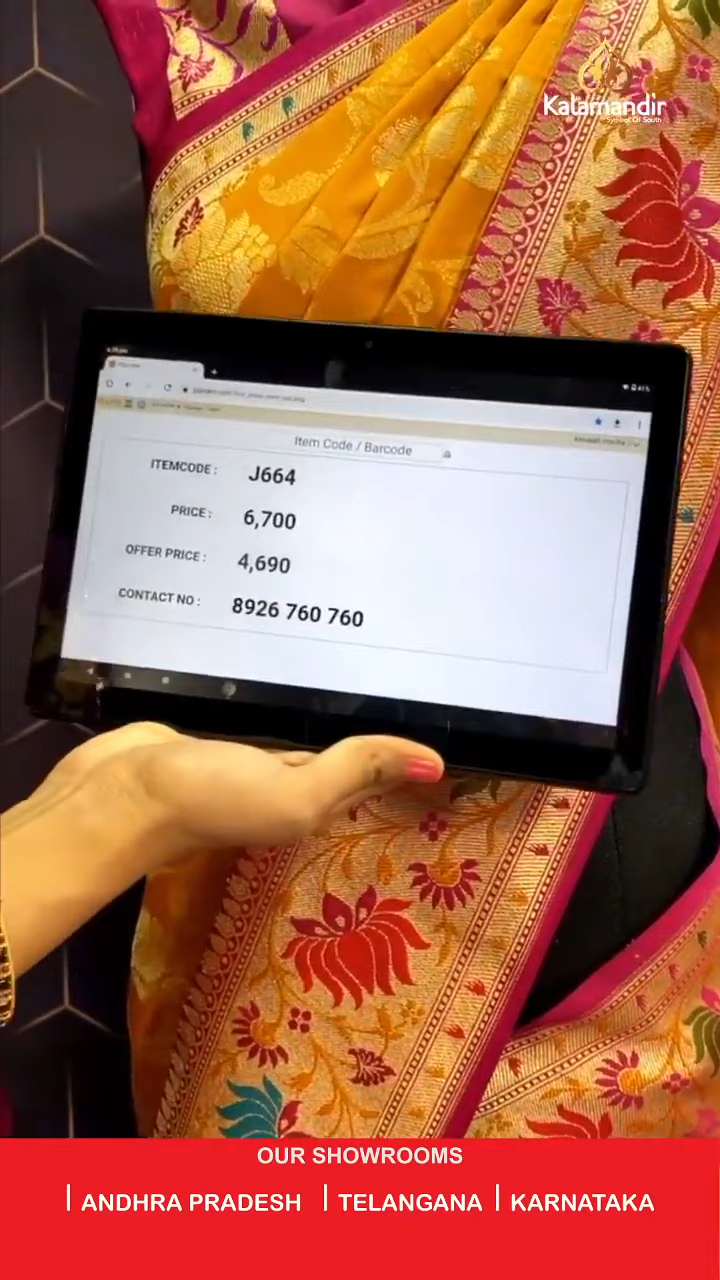 Kalamandir
Symbol Of South
Item Code / Barcode
ITEMCODE : J664
PRICE : 6,700
OFFER PRICE : 4,690
CONTACT NO : 8926 760 760
OUR SHOWROOMS
| ANDHRA PRADESH | TELANGANA | KARNATAKA